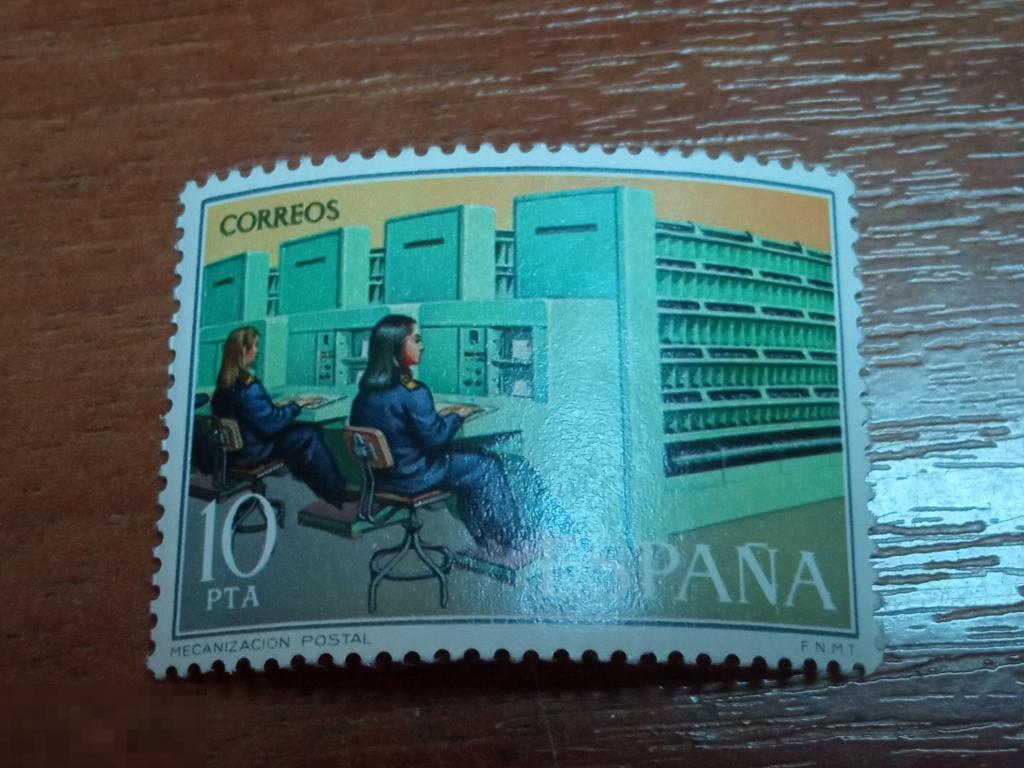 CORREOS
10
PTA
ESPAÑA
MECANIZACION POSTAL
F.N.M.T